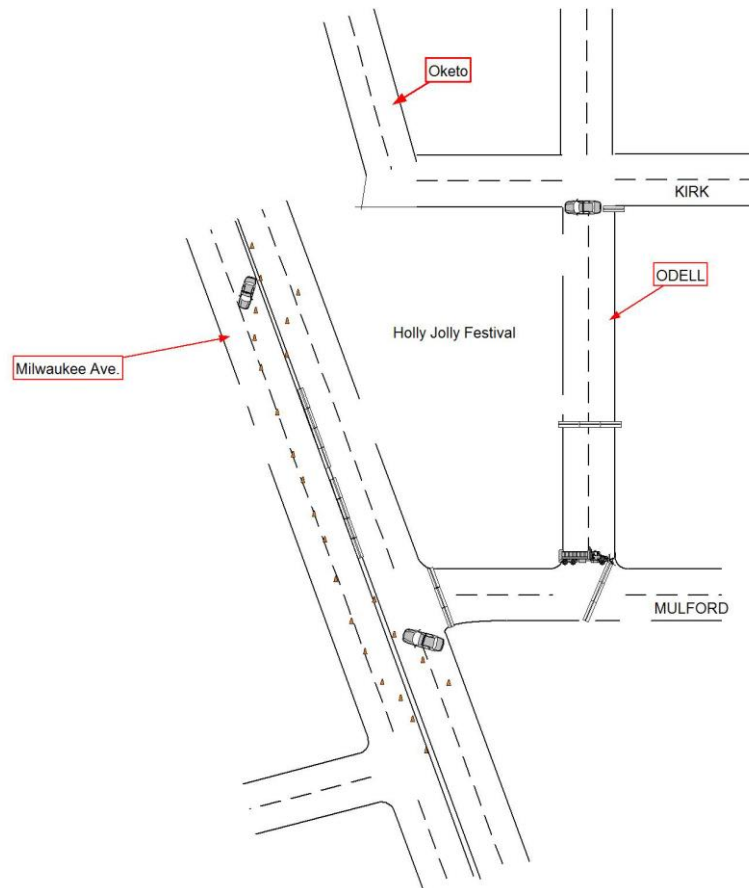 Oketo
KIRK
ODELL
Holly Jolly Festival
Milwaukee Ave.
MULFORD